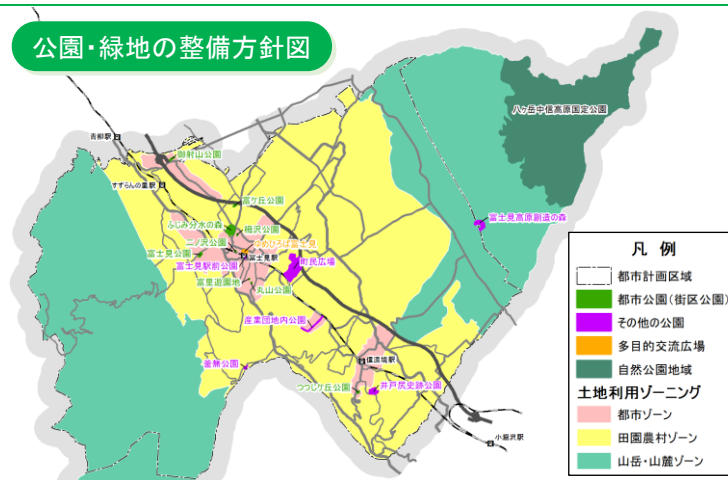 公園・緑地の整備方針図
八ヶ岳中信高原国定公園
青柳駅
御射山公園
すずらんの里駅
富ケ丘公園
富士見高原創造の森
ふじみ分水の森
栂沢公園
二ノ沢公園
ゆめひろば富士見
富士見公園
富士見駅
富士見駅前公園
町民広場
富里遊園地
丸山公園
産業団地内公園
釜無公園
信濃境駅
つつじケ丘公園
井戸尻史跡公園
小淵沢駅
凡 例
都市計画区域
都市公園(街区公園)
その他の公園
多目的交流広場
自然公園地域
土地利用ゾーニング
都市ゾーン
田園農村ゾーン
山岳・山麓ゾーン